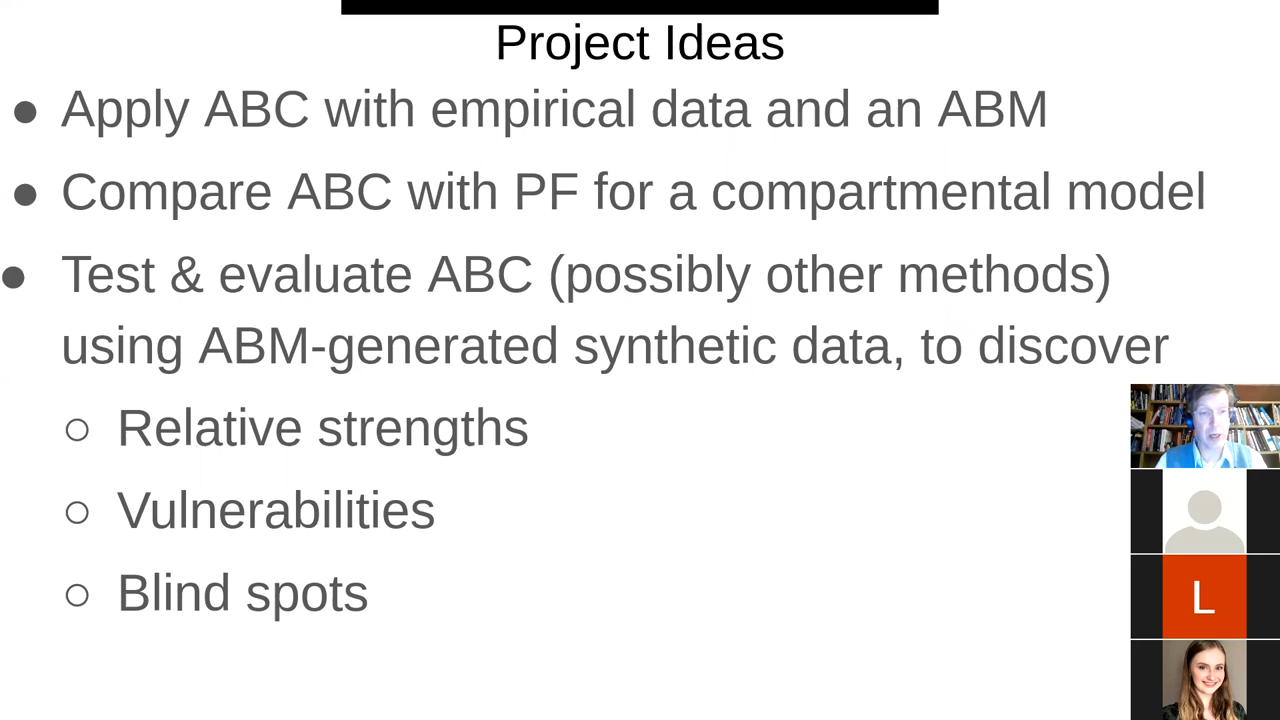 Project Ideas
● Apply ABC with empirical data and an ABM
● Compare ABC with PF for a compartmental model
● Test & evaluate ABC (possibly other methods)
using ABM-generated synthetic data, to discover
○ Relative strengths
○ Vulnerabilities
○ Blind spots
L